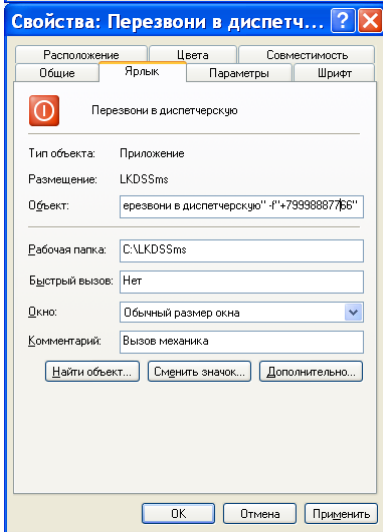 Свойства: Перезвони в диспетч...
Расположение Цвета Совместимость
Общие Ярлык Параметры Шрифт
Перезвони в диспетчерскую
Тип объекта: Приложение
Размещение: LKDSSms
Объект: ерезвони в диспетчерскую" -f"+79998887766"
Рабочая папка: C:\LKDSSms
Быстрый вызов: Нет
Окно: Обычный размер окна
Комментарий: Вызов механика
Найти объект... Сменить значок... Дополнительно...
OK Отмена Применить